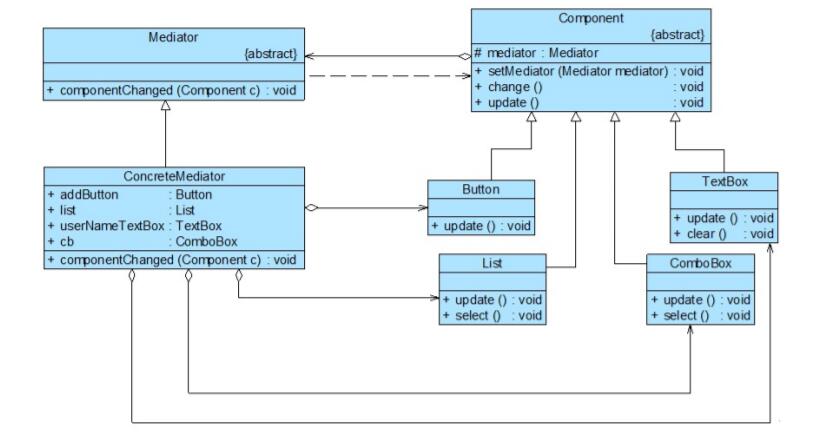 Mediator
{abstract}
+ componentChanged (Component c) : void
Component
{abstract}
# mediator : Mediator
+ setMediator (Mediator mediator) : void
+ change () : void
+ update () : void
ConcreteMediator
+ addButton : Button
+ list : List
+ userNameTextBox : TextBox
+ cb : ComboBox
+ componentChanged (Component c) : void
Button
+ update () : void
TextBox
+ update () : void
+ clear () : void
List
+ update () : void
+ select () : void
ComboBox
+ update () : void
+ select () : void